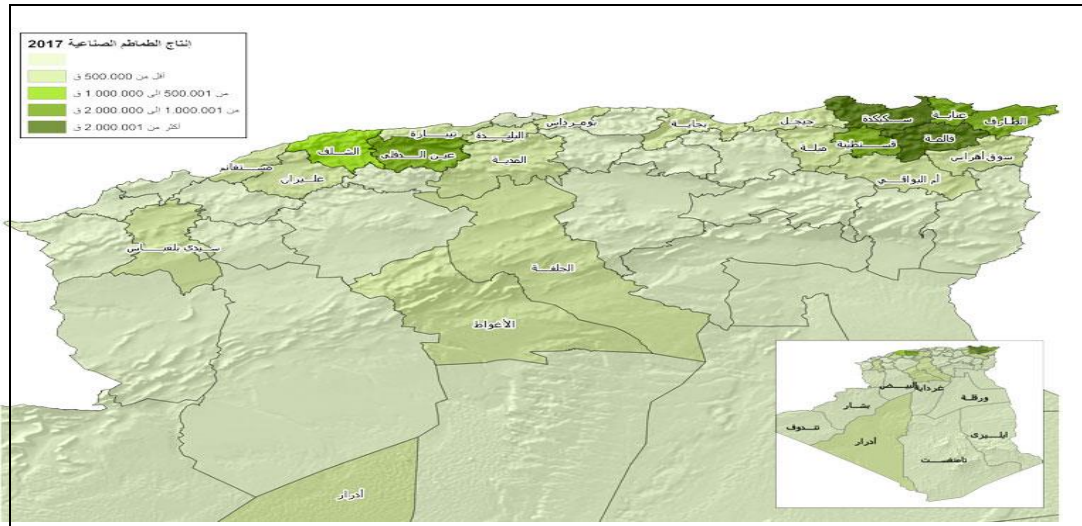 إنتاج الطماطم الصناعية 2017
أقل من 500.000 ق
من 500.001 إلى 1.000.000 ق
من 1.000.001 إلى 2.000.000 ق
أكثر من 2.000.001 ق
الطارف
عنابة
سكيكدة
قالمة
قسنطينة
سوق أهراس
أم البواقي
ميلة
جيجل
بجاية
بومرداس
البليدة
تيبازة
المدية
عين الدفلى
الشلف
غليزان
مستغانم
سيدي بلعباس
الجلفة
الأغواط
أدرار
البيض
غرداية
ورقلة
بشار
تندوف
أدرار
ايليزي
تامنغست